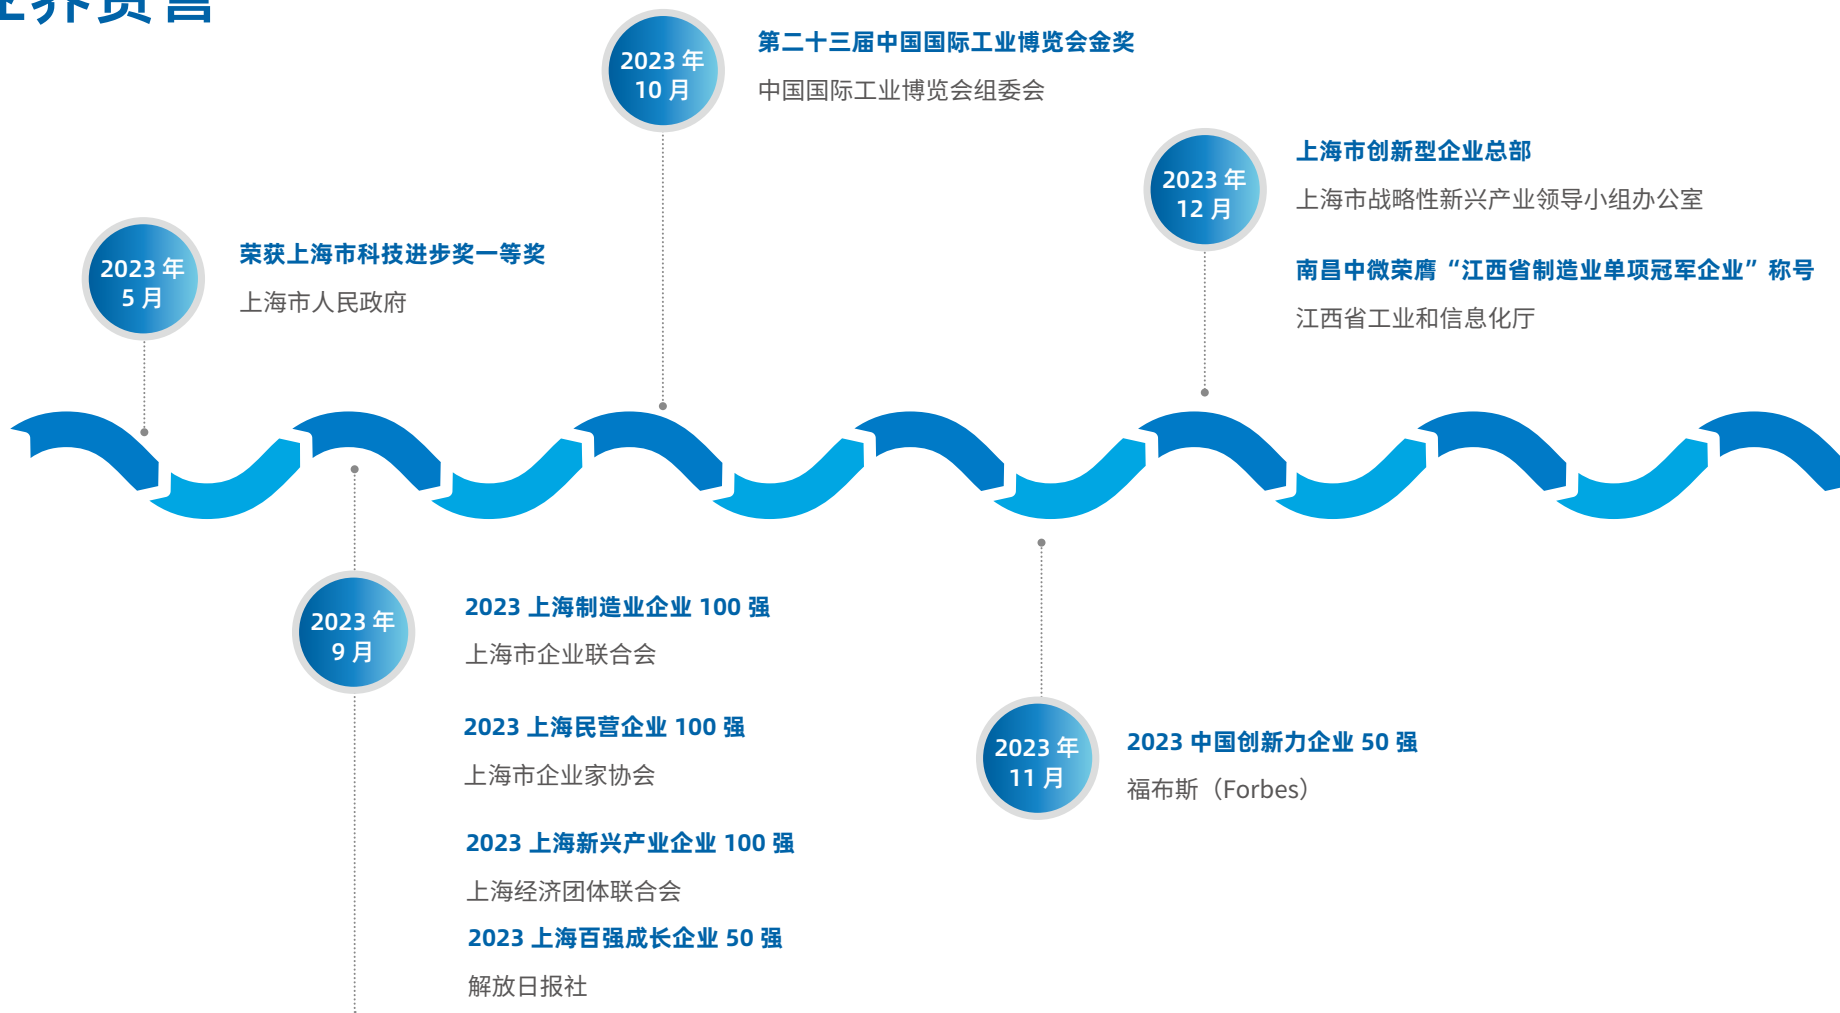 业界赞誉
2023 年
5 月
荣获上海市科技进步奖一等奖
上海市人民政府
2023 年
9 月
2023 上海制造业企业 100 强
上海市企业联合会
2023 上海民营企业 100 强
上海市企业家协会
2023 上海新兴产业企业 100 强
上海经济团体联合会
2023 上海百强成长企业 50 强
解放日报社
2023 年
10 月
第二十三届中国国际工业博览会金奖
中国国际工业博览会组委会
2023 年
11 月
2023 中国创新力企业 50 强
福布斯（Forbes）
2023 年
12 月
上海市创新型企业总部
上海市战略性新兴产业领导小组办公室
南昌中微荣膺“江西省制造业单项冠军企业”称号
江西省工业和信息化厅